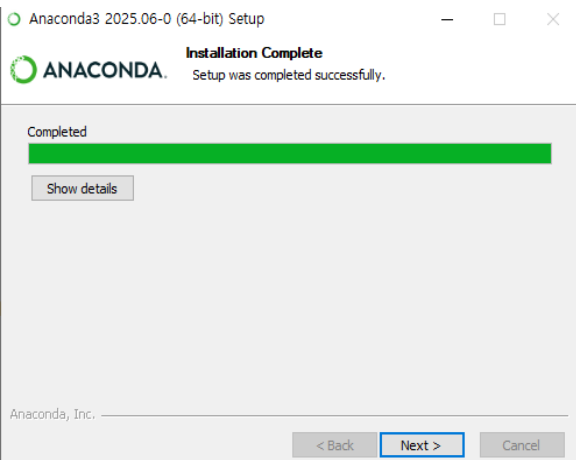 Anaconda3 2025.06-0 (64-bit) Setup
Installation Complete
Setup was completed successfully.
ANACONDA.
Completed
Show details
Anaconda, Inc.
< Back
Next >
Cancel